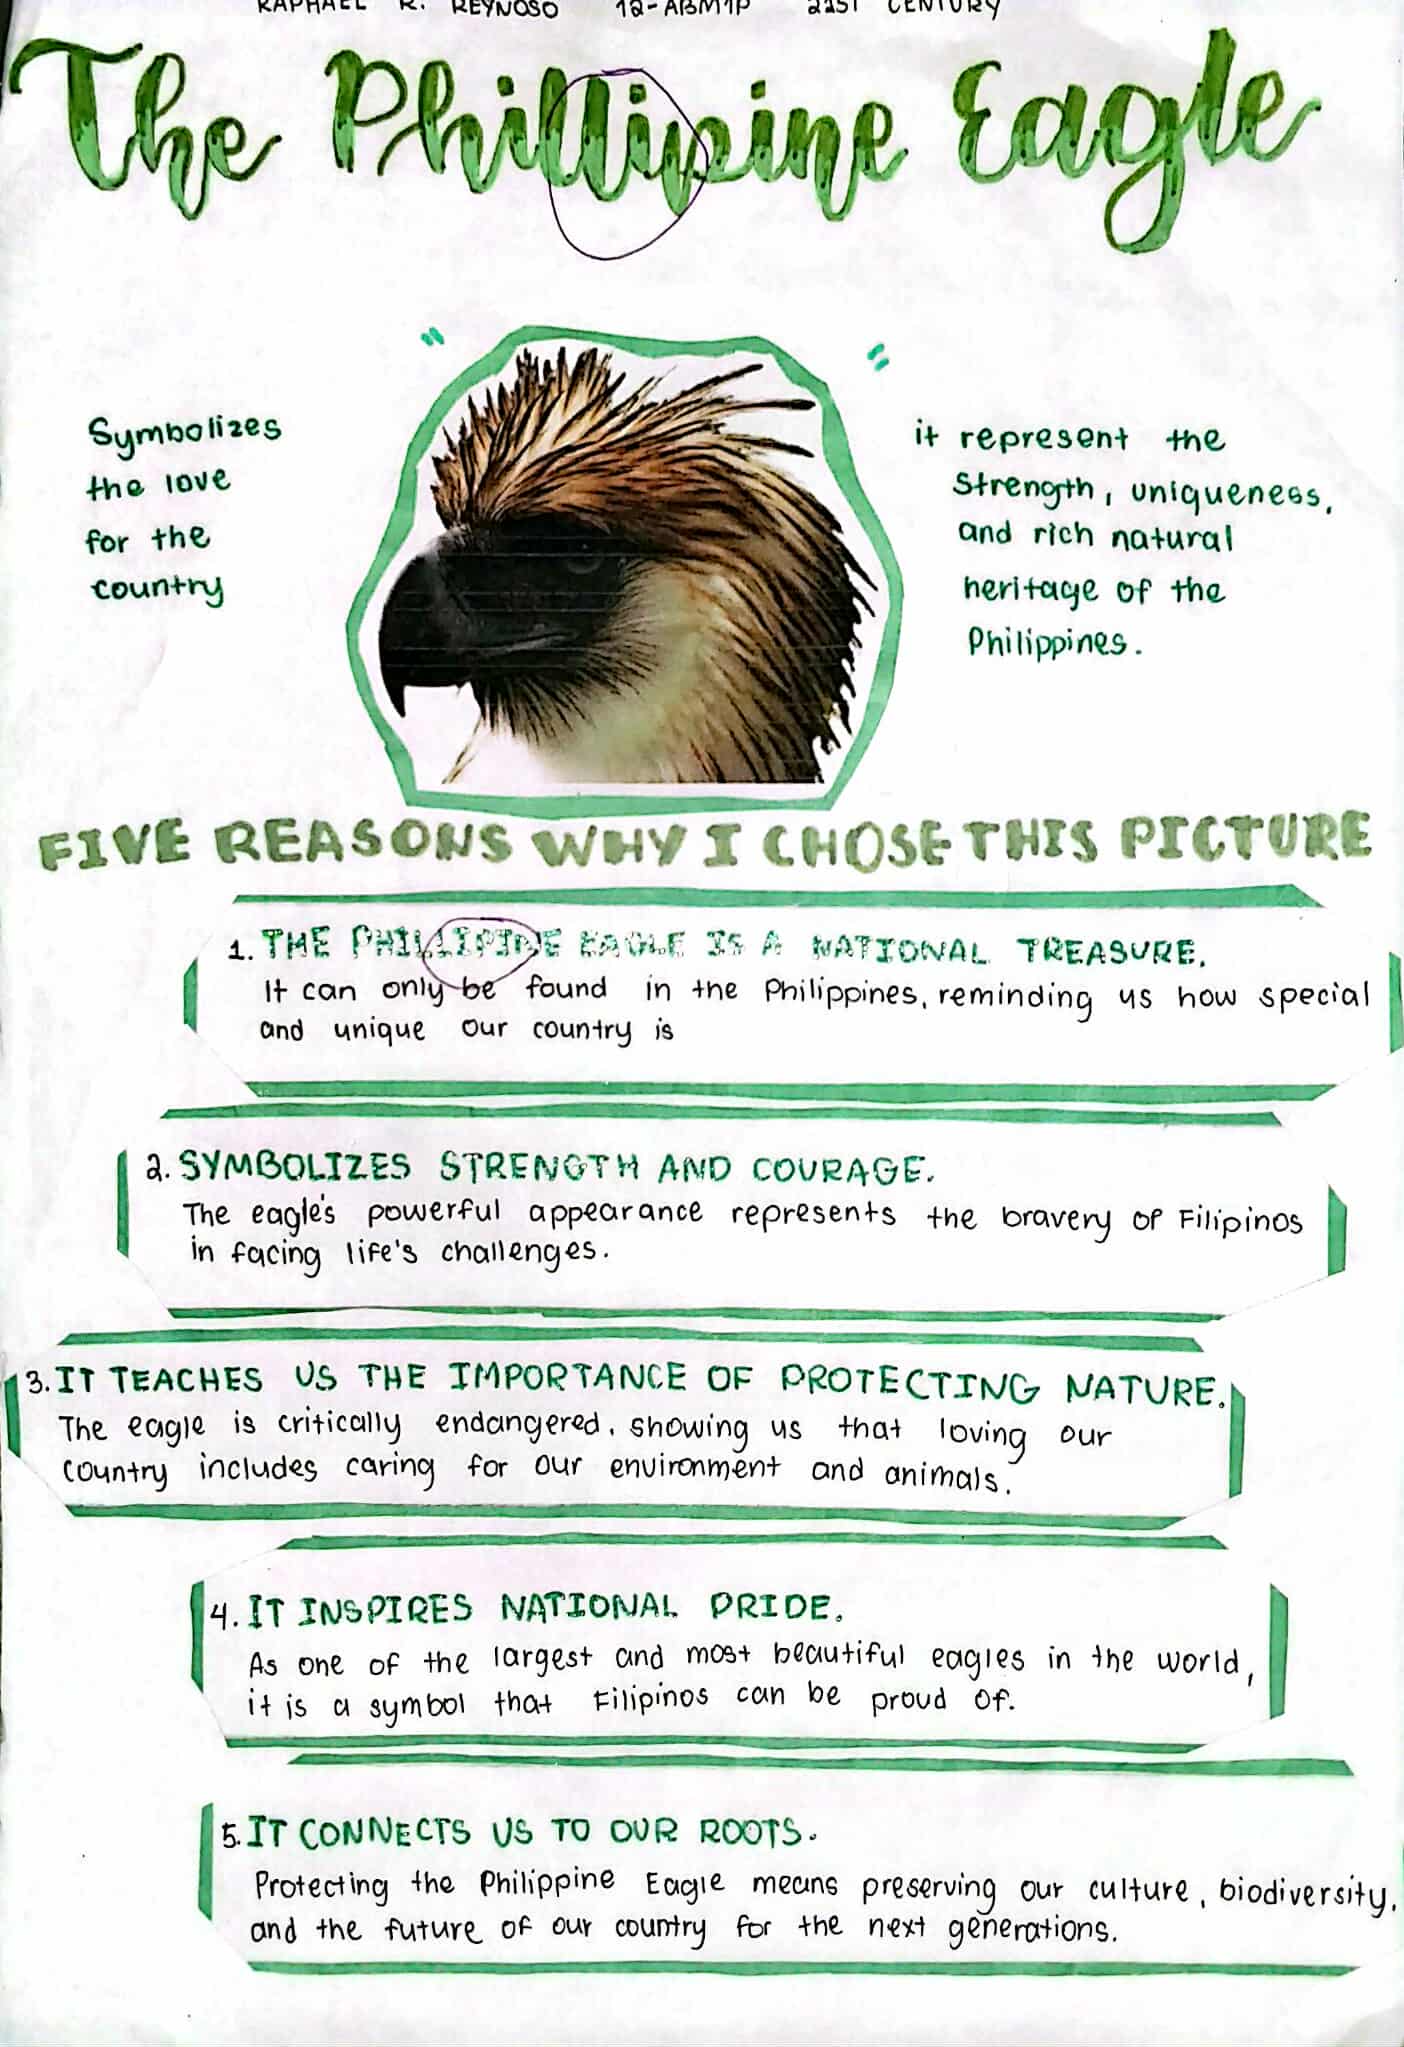 RAPHAEL R. REYNOSO 12-ABM1P 21ST CENTURY
The Phillipine Eagle
"
"
Symbolizes
the love
for the
country
it represent the
strength, uniqueness,
and rich natural
heritage of the
Philippines.
FIVE REASONS WHY I CHOSE THIS PICTURE
1. THE PHILLIPINE EAGLE IS A NATIONAL TREASURE.
It can only be found in the Philippines, reminding us how special
and unique our country is
2. SYMBOLIZES STRENGTH AND COURAGE.
The eagle's powerful appearance represents the bravery of Filipinos
in facing life's challenges.
3. IT TEACHES US THE IMPORTANCE OF PROTECTING NATURE.
The eagle is critically endangered, showing us that loving our
country includes caring for our environment and animals.
4. IT INSPIRES NATIONAL PRIDE.
As one of the largest and most beautiful eagles in the world,
it is a symbol that Filipinos can be proud of.
5. IT CONNECTS US TO OUR ROOTS.
Protecting the Philippine Eagle means preserving our culture, biodiversity,
and the future of our country for the next generations.